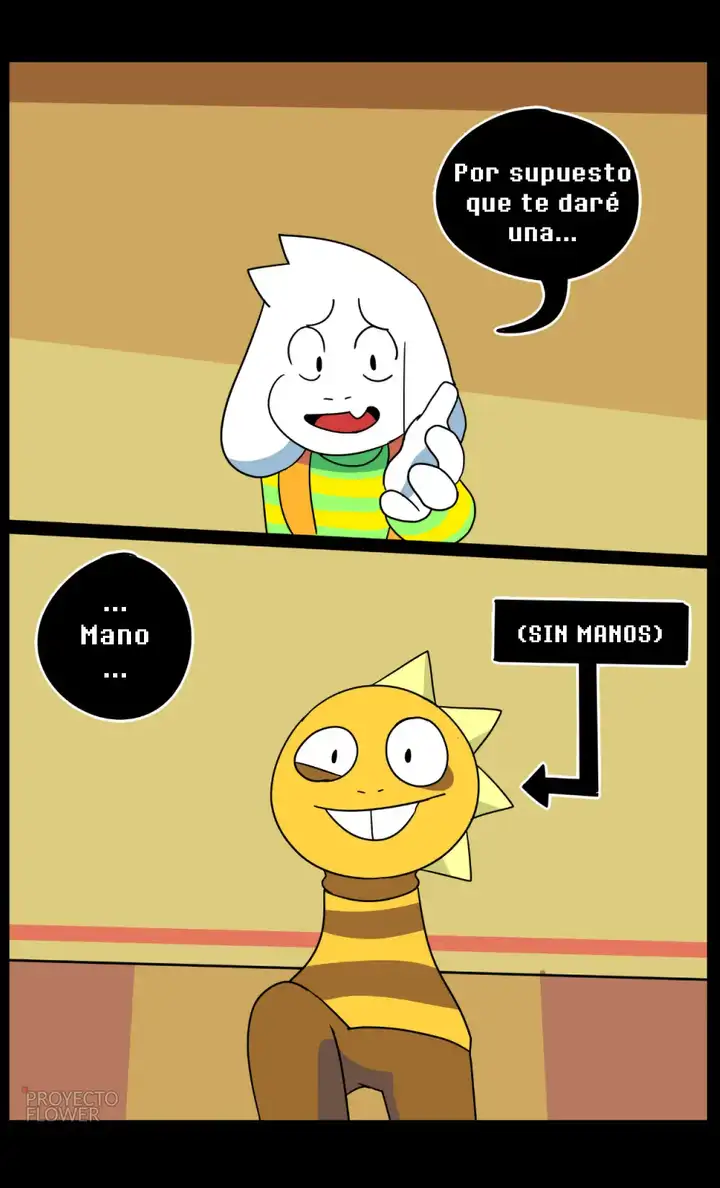 Por supuesto
que te daré
una...
...
Mano
...
(SIN MANOS)
PROYECTO
FLOWER